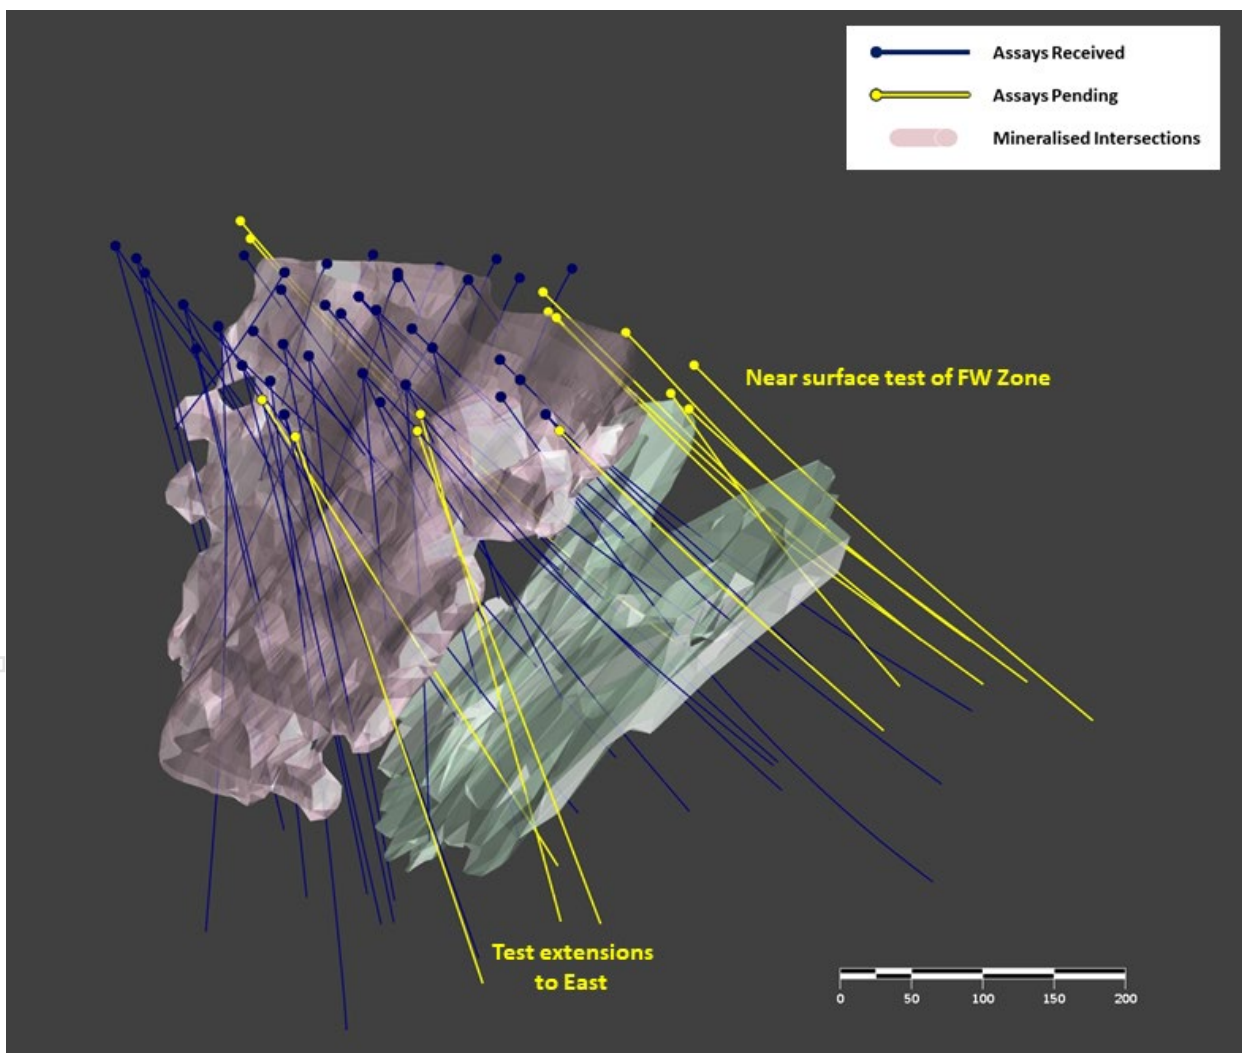 Assays Received
Assays Pending
Mineralised Intersections
Near surface test of FW Zone
Test extensions
to East
0 50 100 150 200